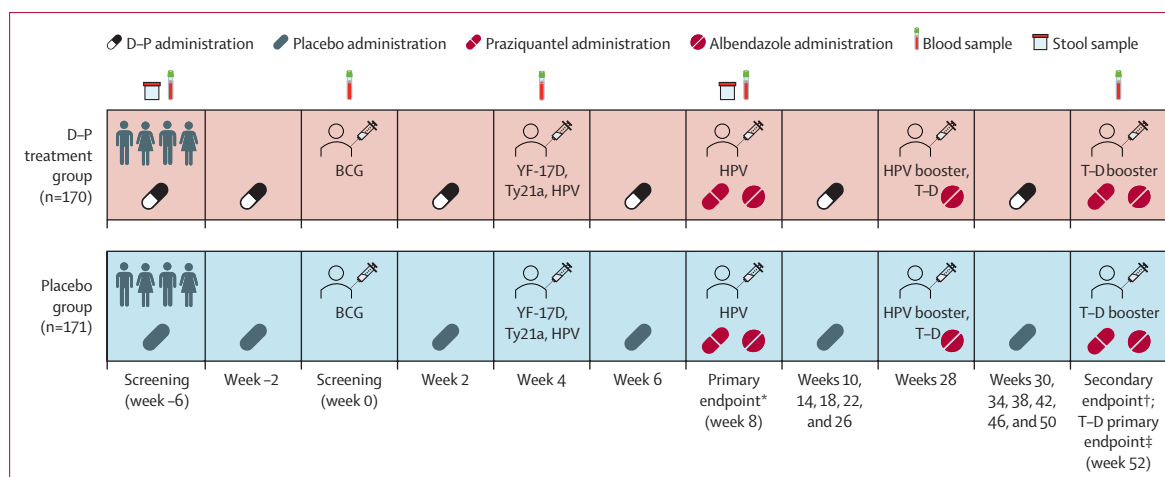 D–P administration
Placebo administration
Praziquantel administration
Albendazole administration
Blood sample
Stool sample
D–P
treatment
group
(n=170)
BCG
YF-17D,
Ty21a, HPV
HPV
HPV booster,
T–D
T–D booster
Placebo
group
(n=171)
BCG
YF-17D,
Ty21a, HPV
HPV
HPV booster,
T–D
T–D booster
Screening
(week –6)
Week –2
Screening
(week 0)
Week 2
Week 4
Week 6
Primary
endpoint*
(week 8)
Weeks 10,
14, 18, 22,
and 26
Week 28
Weeks 30,
34, 38, 42,
46, and 50
Secondary
endpoint†;
T–D primary
endpoint‡
(week 52)